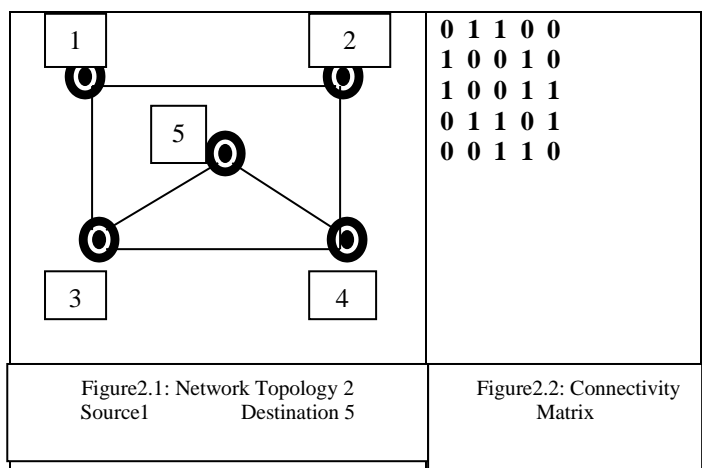 1
2
5
3
4
0 1 1 0 0
1 0 0 1 0
1 0 0 1 1
0 1 1 0 1
0 0 1 1 0
Figure2.1: Network Topology 2
Source1 Destination 5
Figure2.2: Connectivity
Matrix